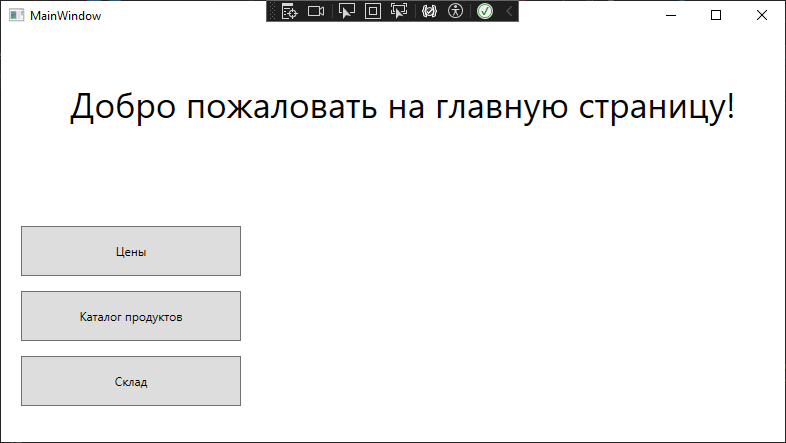 MainWindow
Добро пожаловать на главную страницу!
Цены
Каталог продуктов
Склад